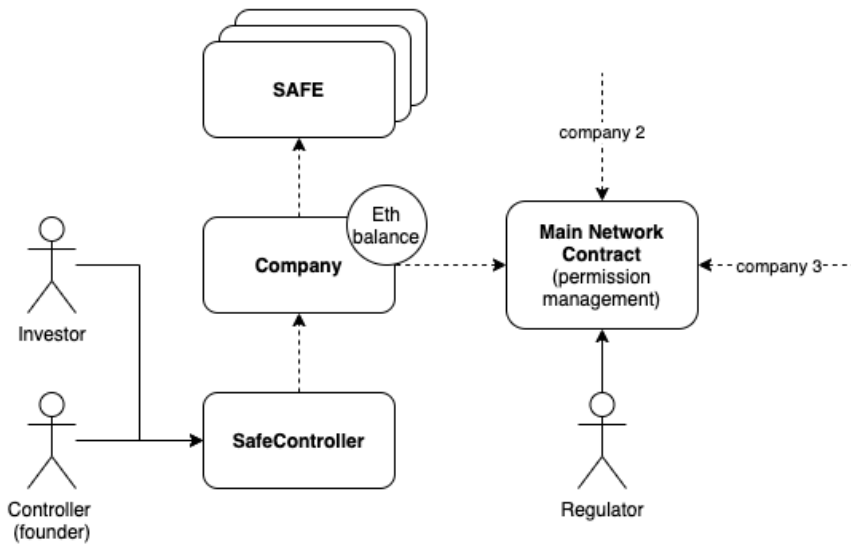 SAFE
company 2
Eth
balance
Main Network
Contract
(permission
management)
Company
company 3
Investor
SafeController
Controller
(founder)
Regulator